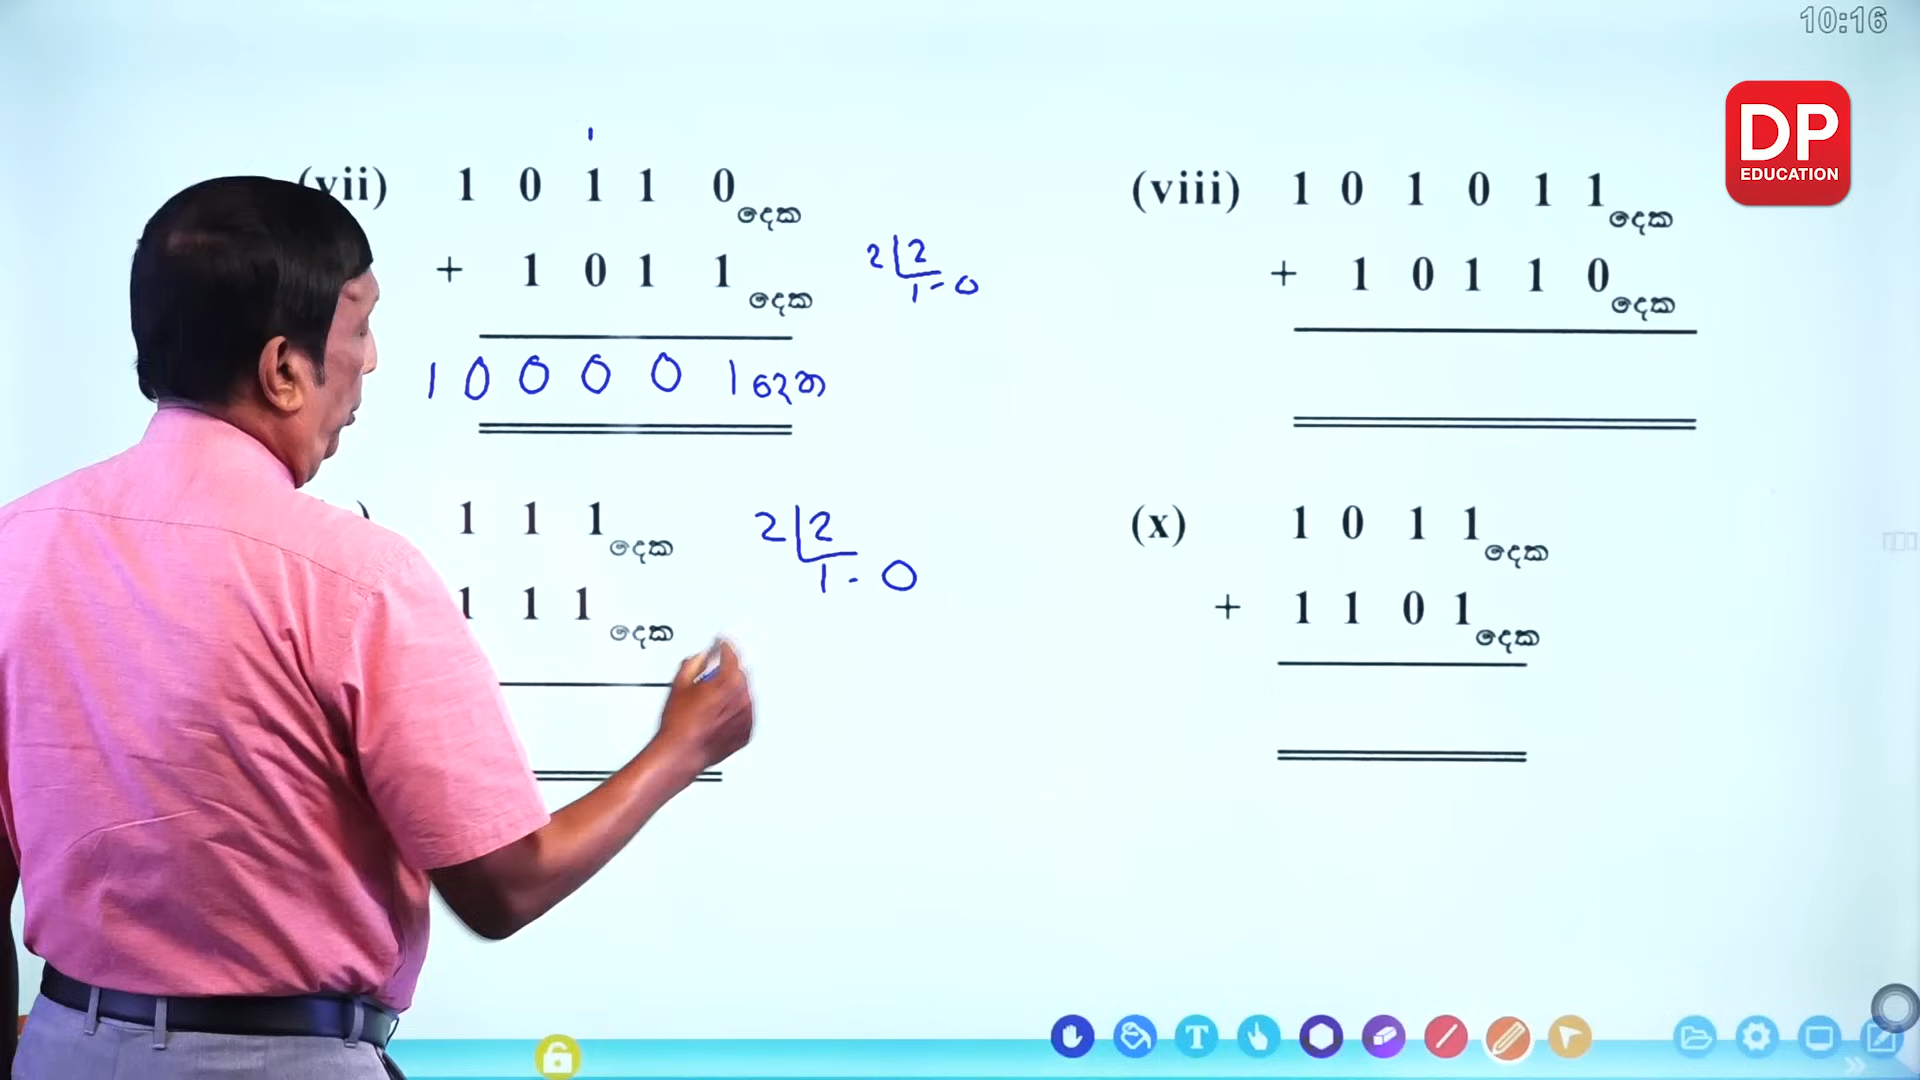 10:16
DP
EDUCATION
1
(vii) 1 0 1 1 0 දෙක
+ 1 0 1 1 දෙක
2 2
1 - 0
1 0 0 0 0 1 දෙක
(viii) 1 0 1 0 1 1 දෙක
+ 1 0 1 1 0 දෙක
) 1 1 1 දෙක
1 1 1 දෙක
2 2
1 - 0
(x) 1 0 1 1 දෙක
+ 1 1 0 1 දෙක
T